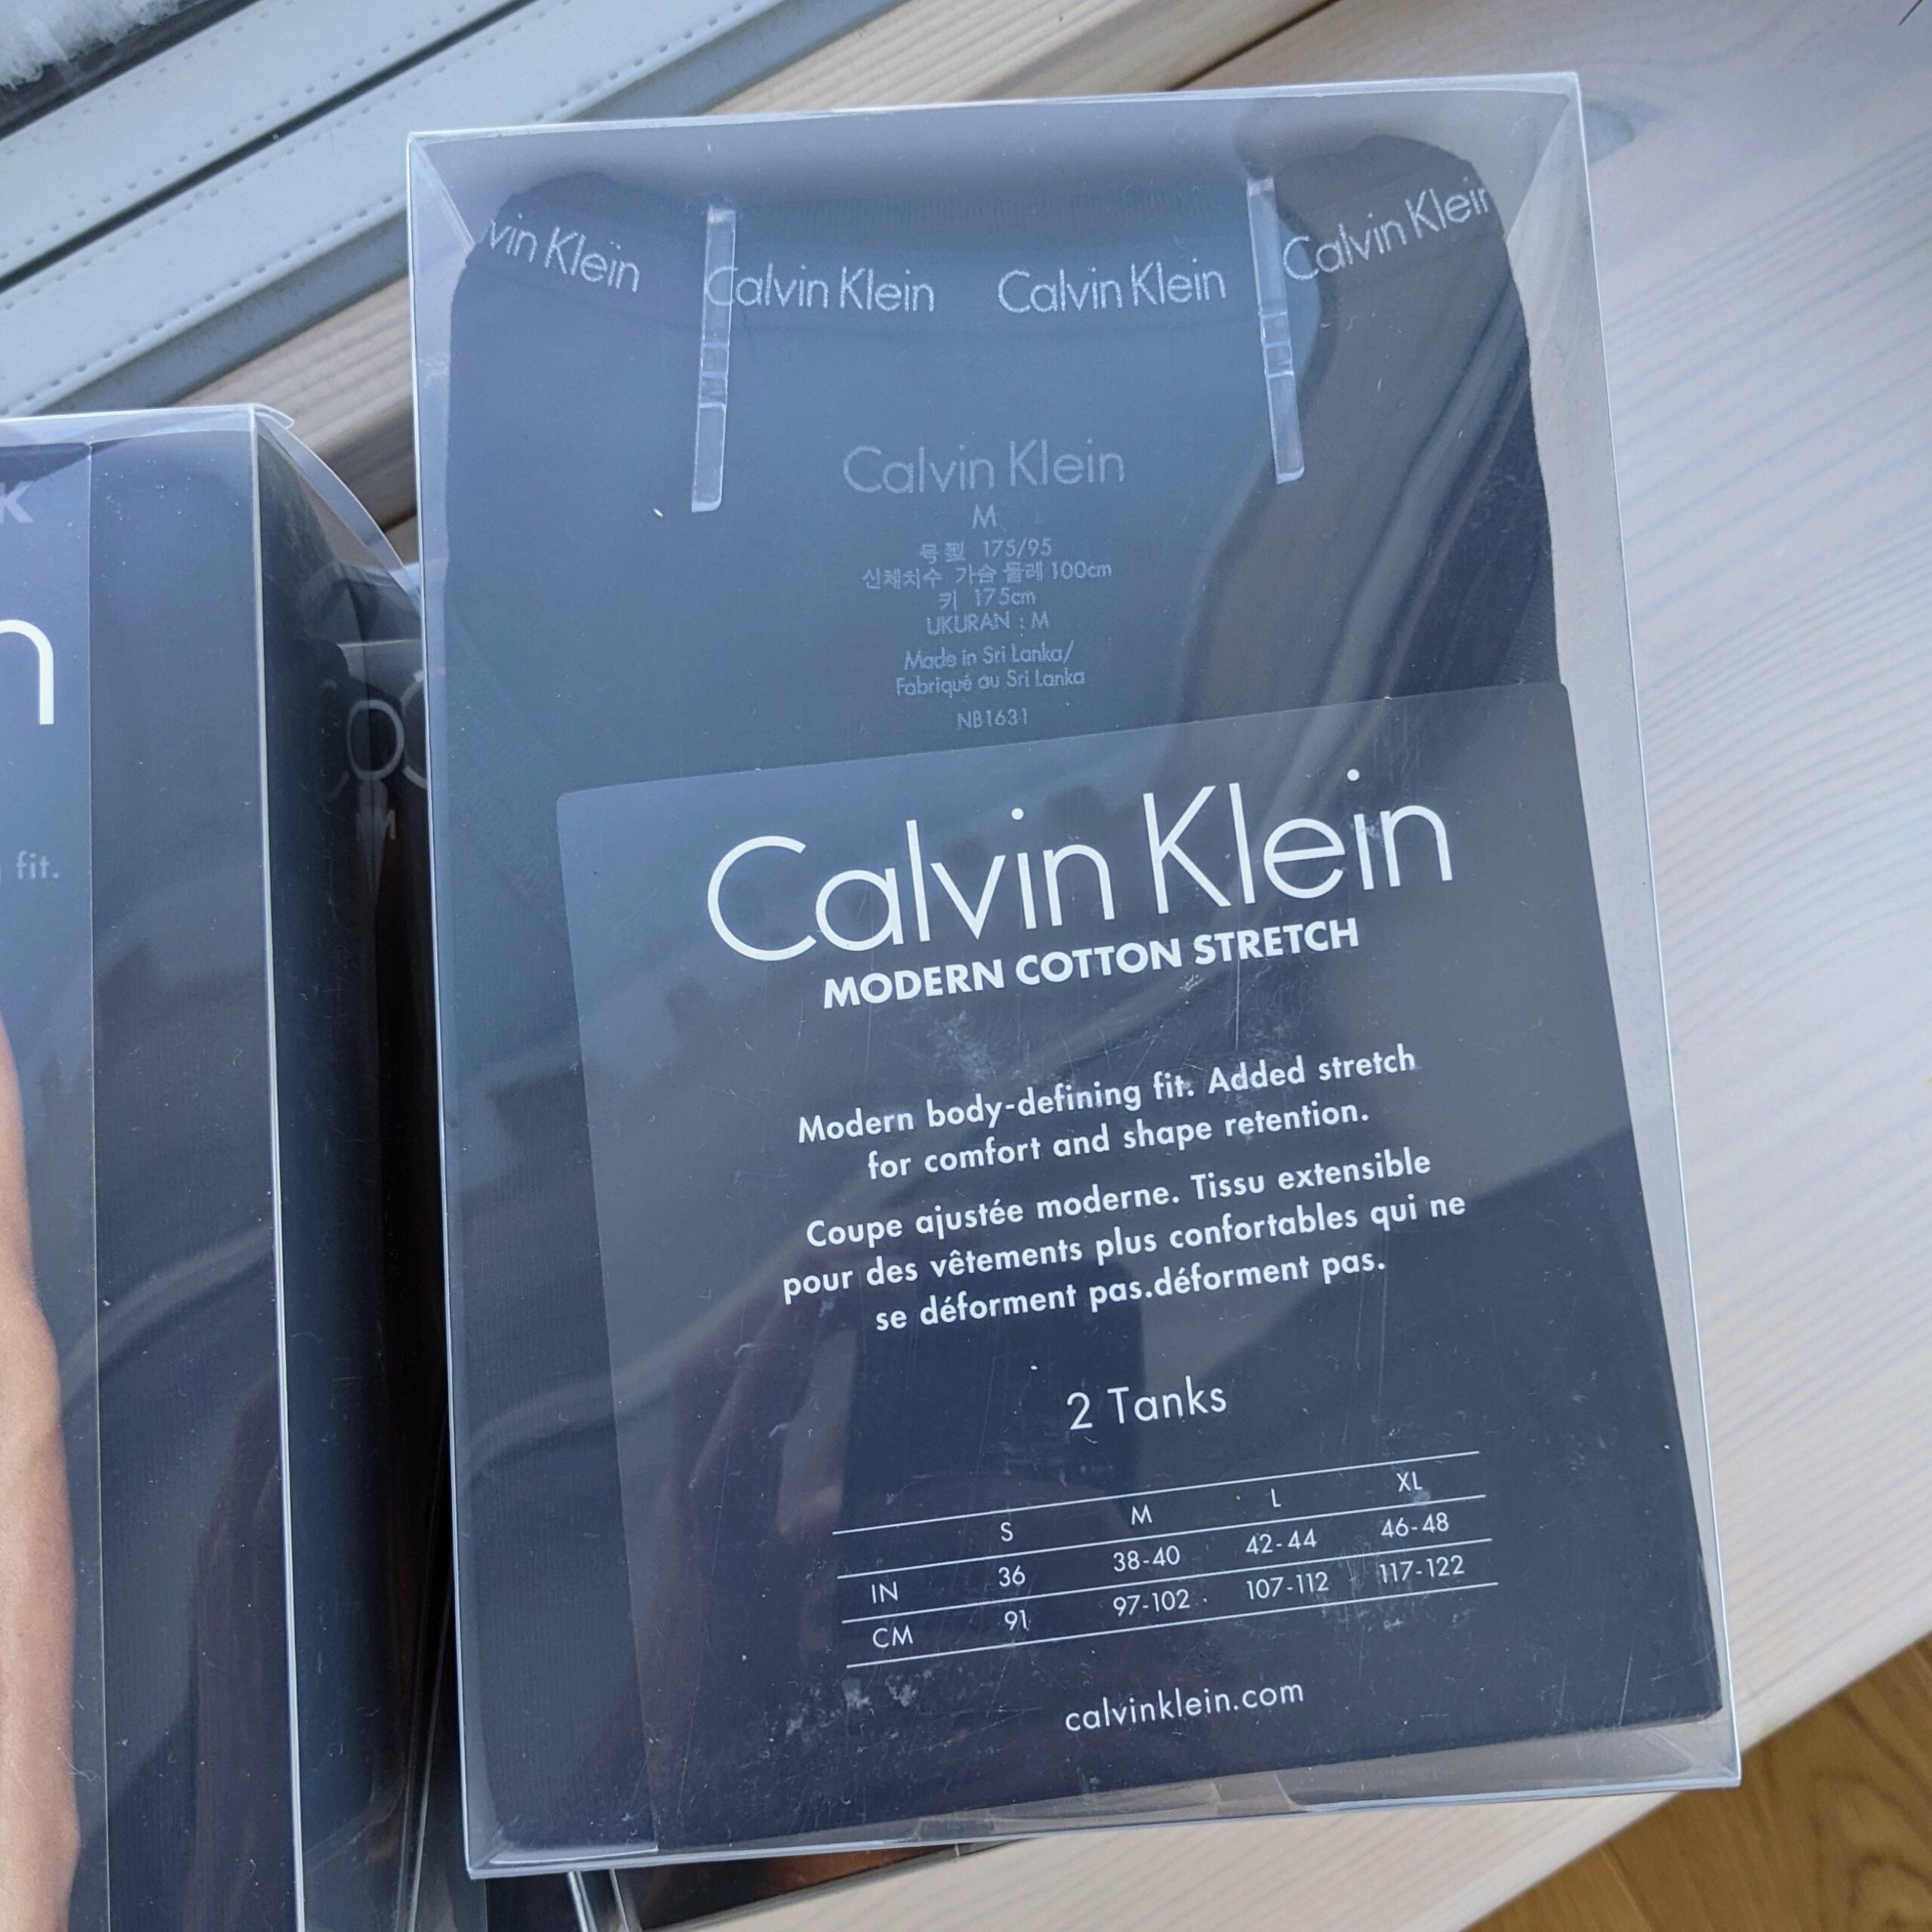 vin Klein Calvin Klein Calvin Klein Calvin Klein
Calvin Klein
M
号型 175/95
신체치수 가슴둘레 100cm
키 175cm
UKURAN : M
Made in Sri Lanka/
Fabriqué au Sri Lanka
NB1631
Calvin Klein
MODERN COTTON STRETCH
Modern body-defining fit. Added stretch
for comfort and shape retention.
Coupe ajustée moderne. Tissu extensible
pour des vêtements plus confortables qui ne
se déforment pas.déforment pas.
2 Tanks
S M L XL
IN 36 38-40 42-44 46-48
CM 91 97-102 107-112 117-122
calvinklein.com
K
n
fit.